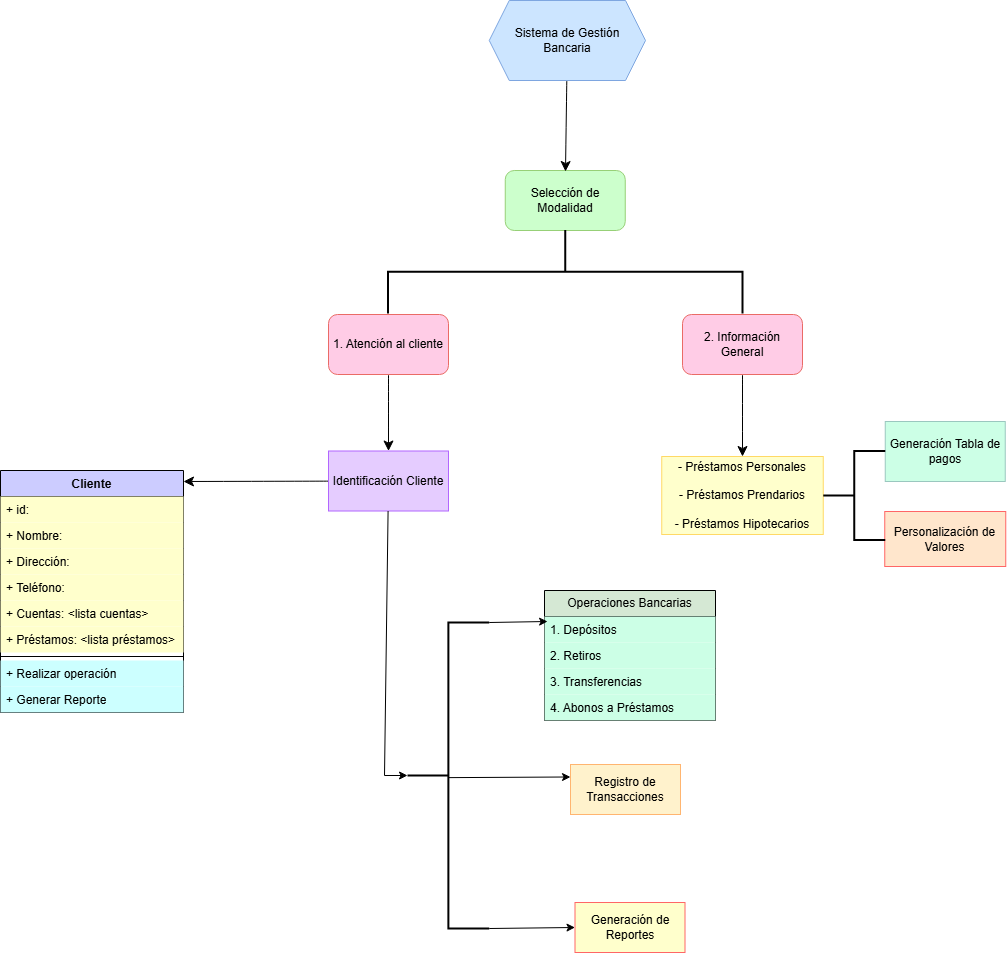 Sistema de Gestión
Bancaria
Selección de
Modalidad
1. Atención al cliente
2. Información
General
Identificación Cliente
- Préstamos Personales
- Préstamos Prendarios
- Préstamos Hipotecarios
Generación Tabla de
pagos
Personalización de
Valores
Cliente
+ id:
+ Nombre:
+ Dirección:
+ Teléfono:
+ Cuentas: <lista cuentas>
+ Préstamos: <lista préstamos>
+ Realizar operación
+ Generar Reporte
Operaciones Bancarias
1. Depósitos
2. Retiros
3. Transferencias
4. Abonos a Préstamos
Registro de
Transacciones
Generación de
Reportes